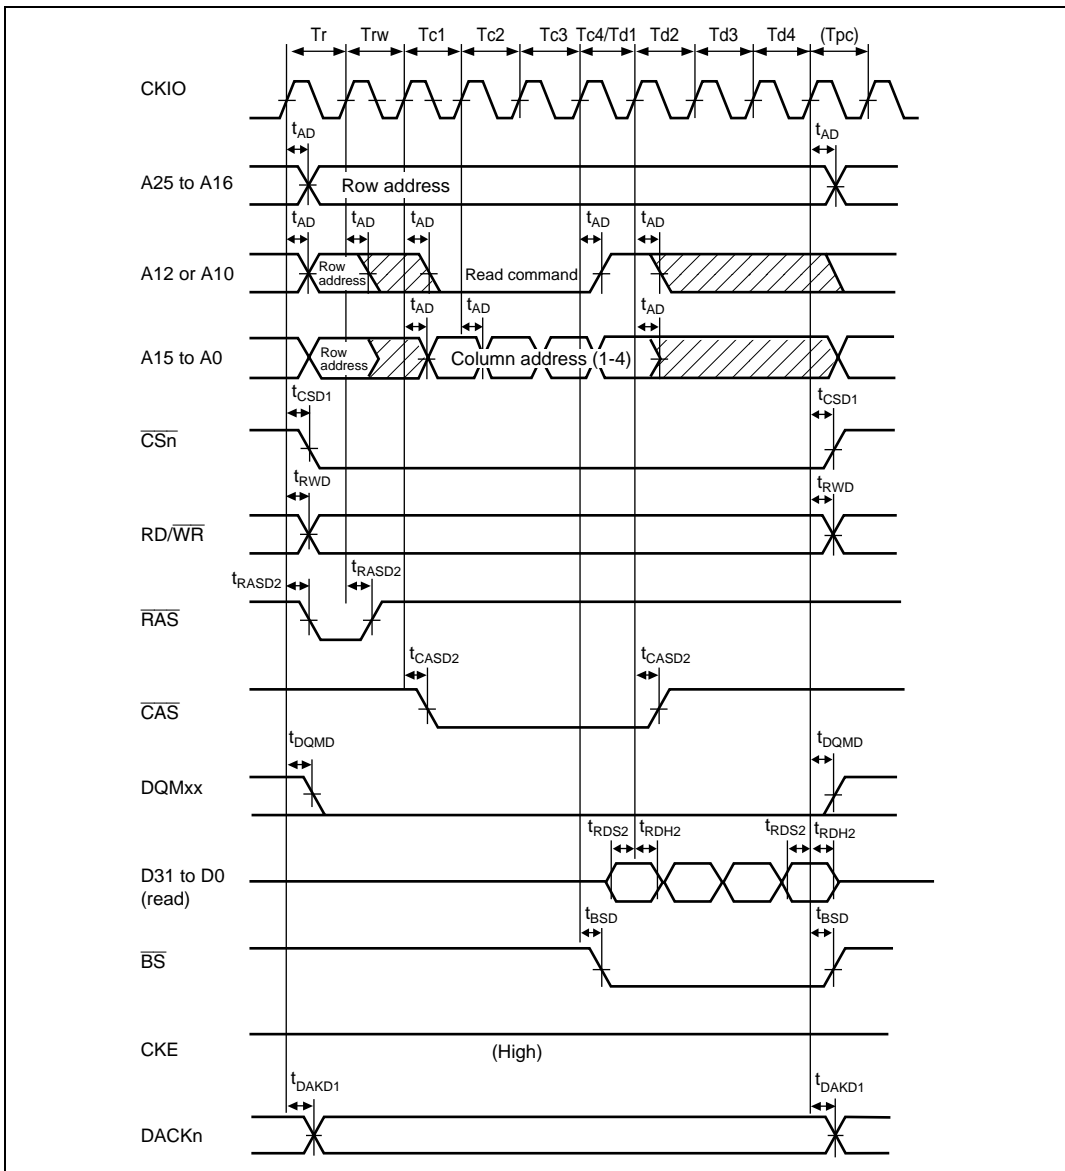 Tr Trw Tc1 Tc2 Tc3 Tc4/Td1 Td2 Td3 Td4 (Tpc)
CKIO
tAD tAD
A25 to A16 Row address
tAD tAD tAD tAD tAD
A12 or A10 Row address Read command
tAD tAD tAD
A15 to A0 Row address Column address (1-4)
tCSD1 tCSD1
CSn
tRWD tRWD
RD/WR
tRASD2 tRASD2
RAS
tCASD2 tCASD2
CAS
tDQMD tDQMD
DQMxx
tRDS2 tRDH2 tRDS2 tRDH2
D31 to D0
(read)
tBSD tBSD
BS
CKE (High)
tDAKD1 tDAKD1
DACKn